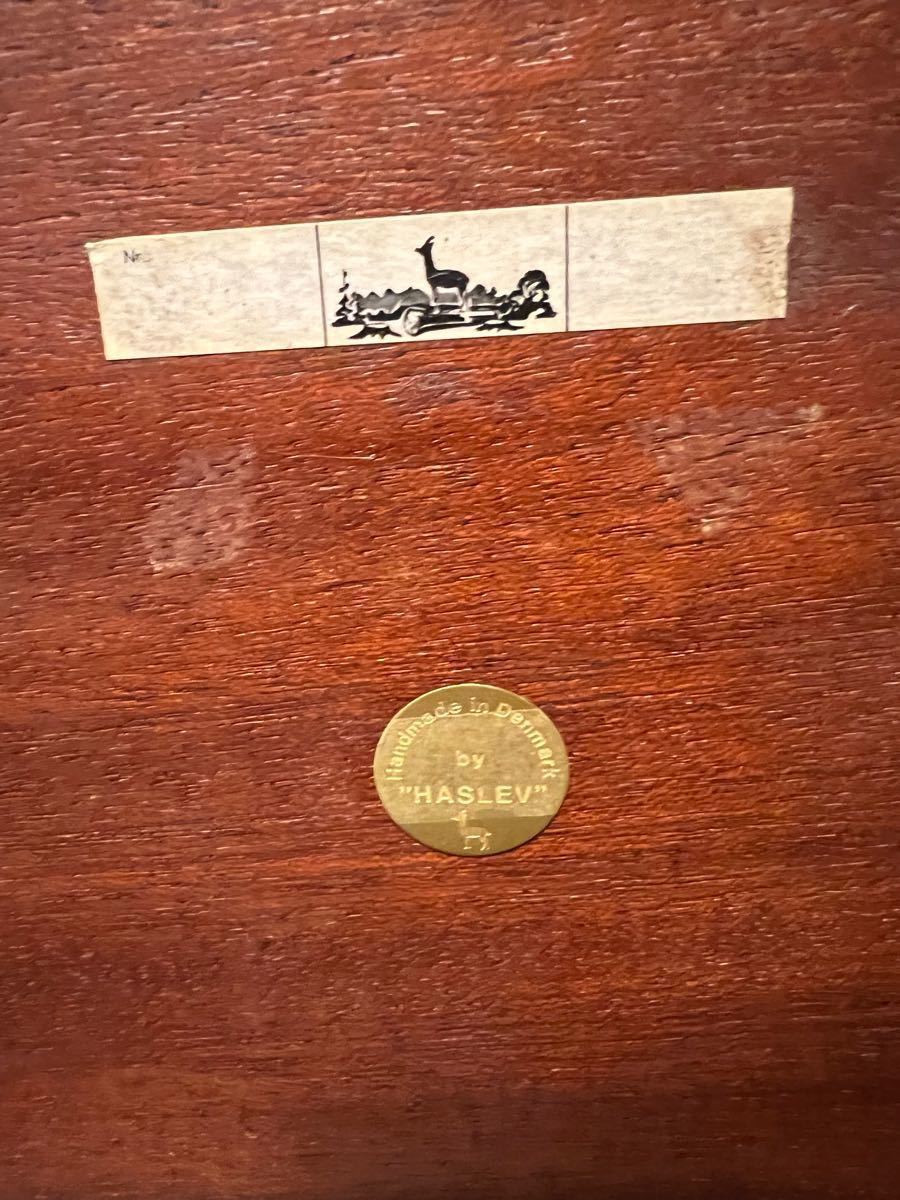 Nr.
Handmade in Denmark
by
"HASLEV"